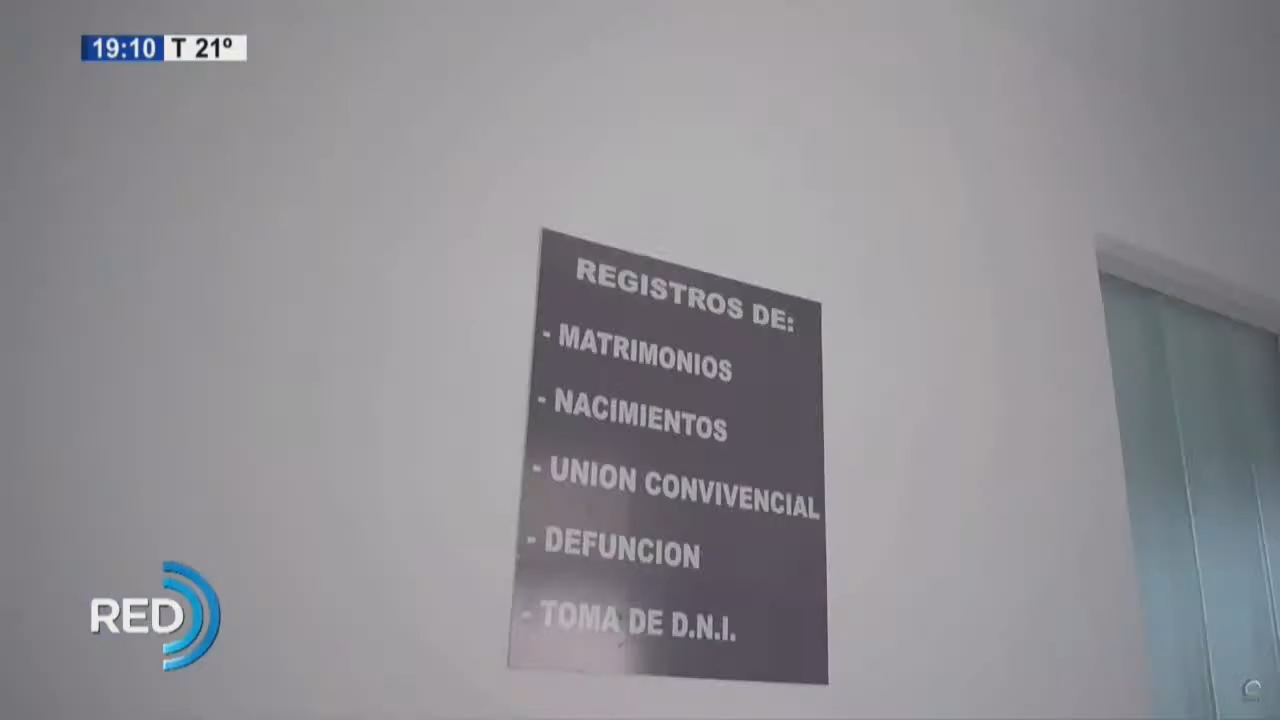 19:10 T 21º
REGISTROS DE:
- MATRIMONIOS
- NACIMIENTOS
- UNION CONVIVENCIAL
- DEFUNCION
- TOMA DE D.N.I.
RED